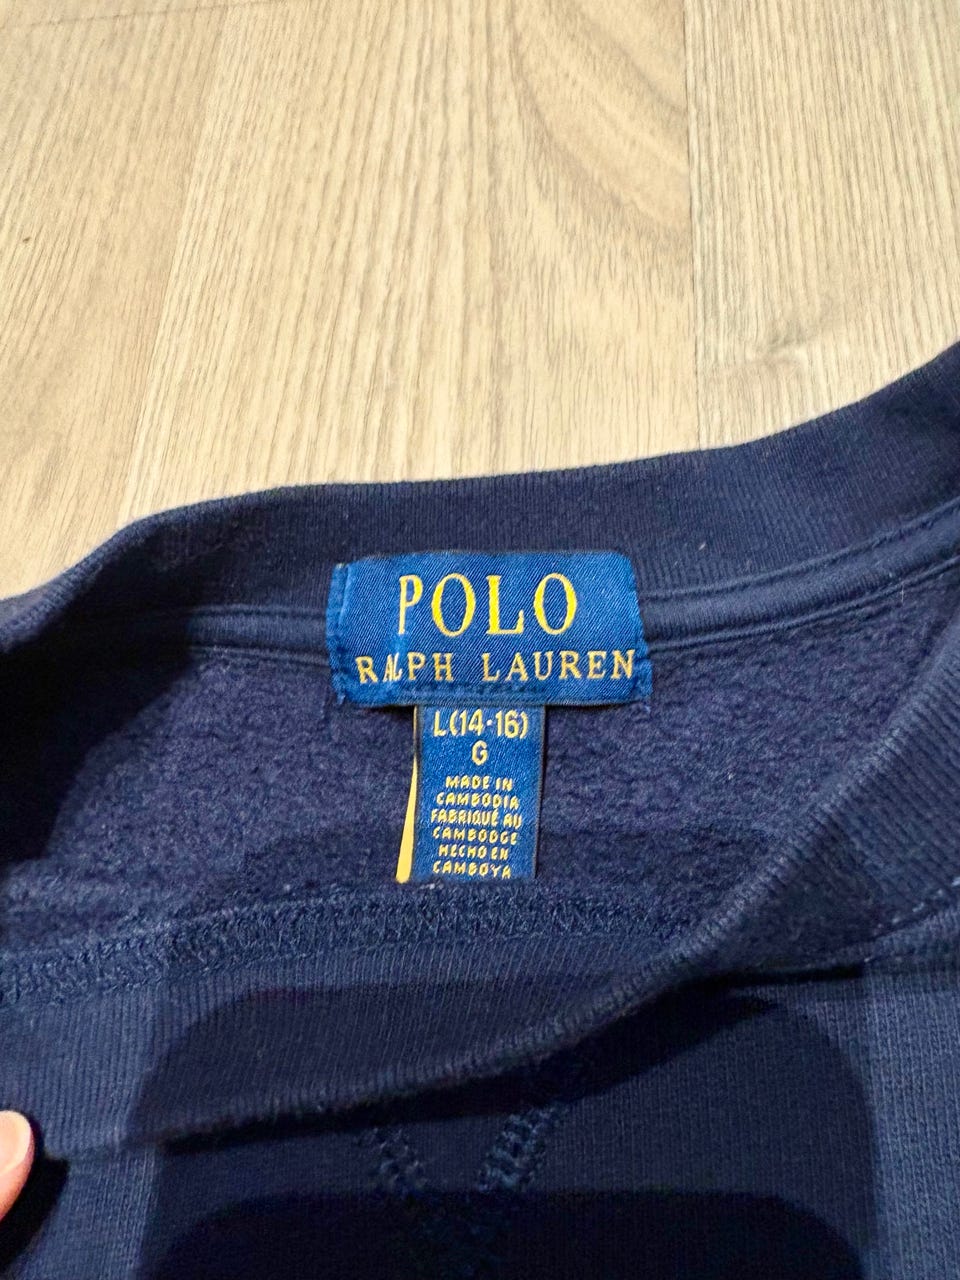 POLO
RALPH LAUREN
L(14-16)
G
MADE IN
CAMBODIA
FABRIQUÉ AU
CAMBODGE
HECHO EN
CAMBOYA